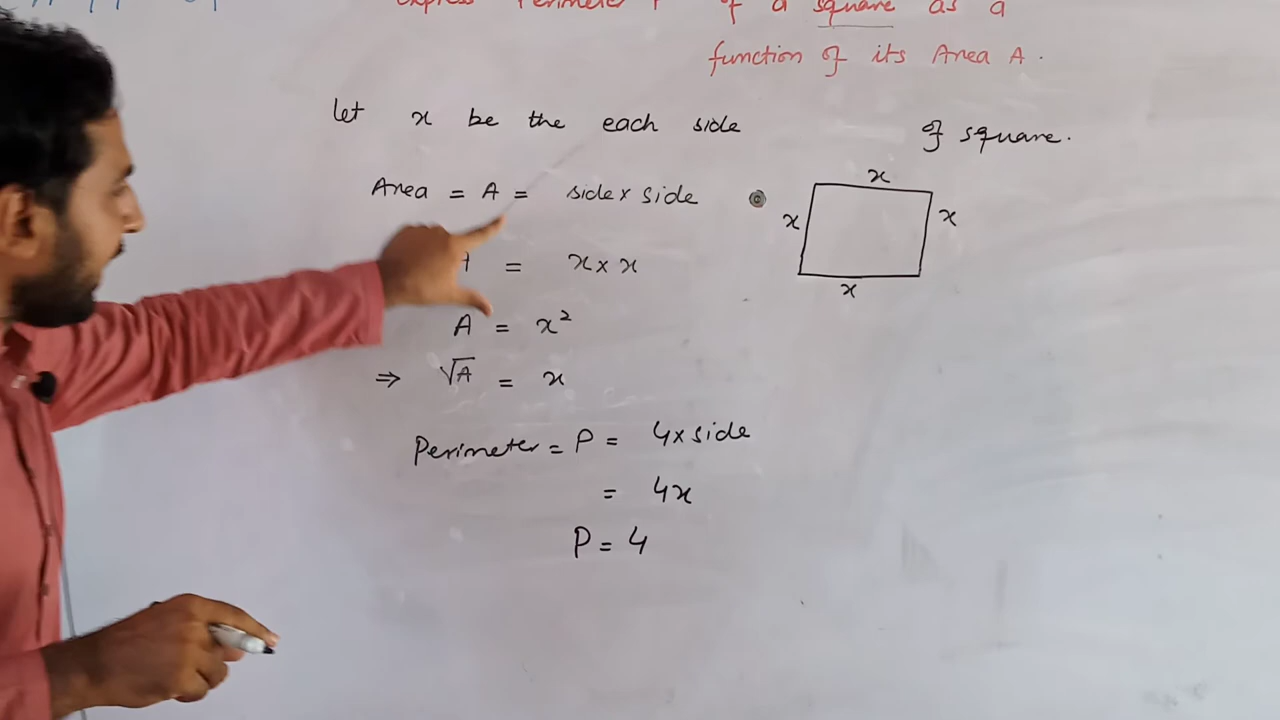 Express Perimeter P of a square as a
function of its Area A.
let x be the each side of square.
Area = A = side x side
= x x x
A = x²
⇒ √A = x
Perimeter = P = 4 x side
= 4x
P = 4
x
x
x
x